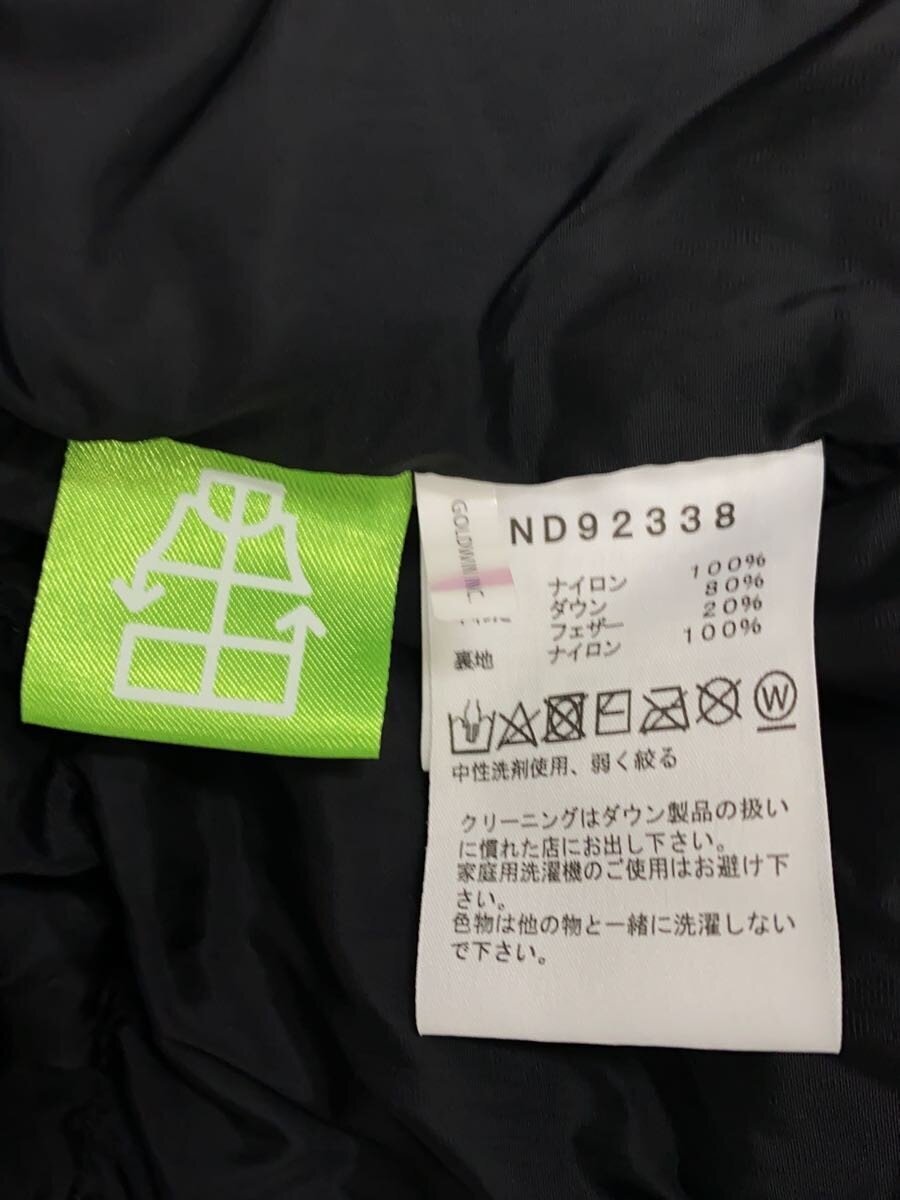 GOLDWIN INC.
ND92338
ナイロン 100%
ダウン 80%
フェザー 20%
裏地 ナイロン 100%
W
中性洗剤使用、弱く絞る
クリーニングはダウン製品の扱い
に慣れた店にお出し下さい。
家庭用洗濯機のご使用はお避け下
さい。
色物は他の物と一緒に洗濯しない
で下さい。